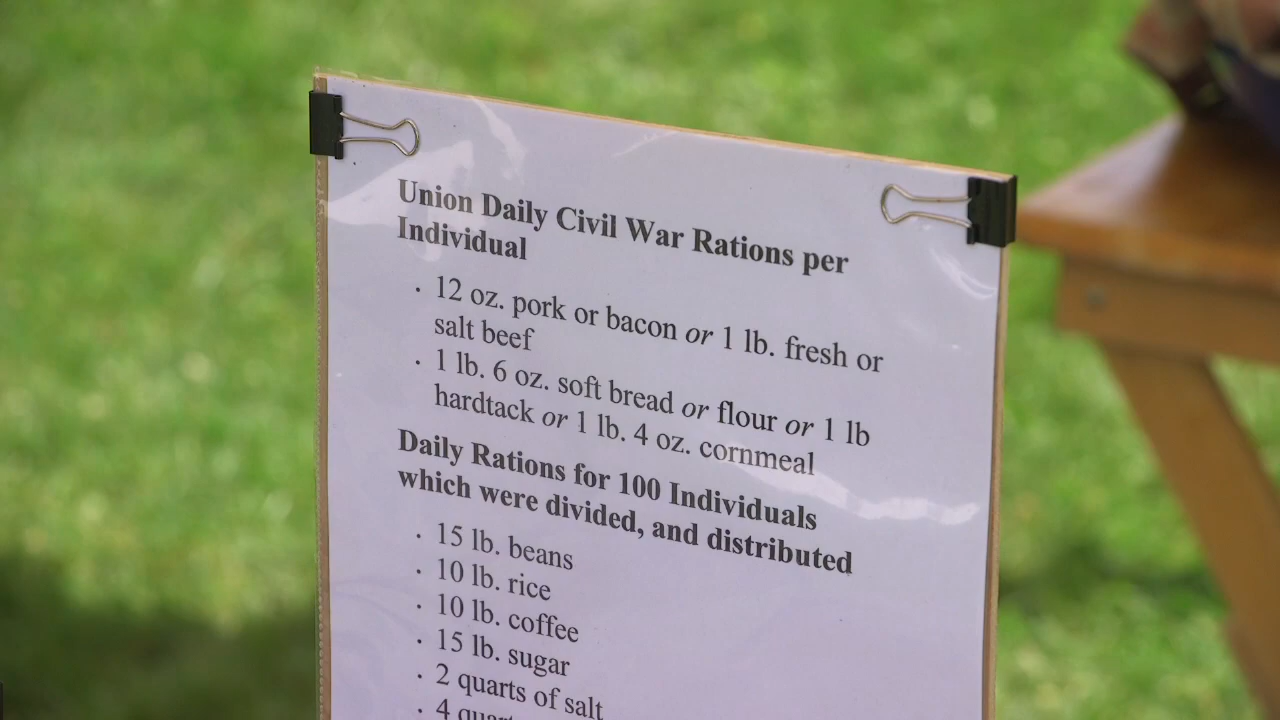 Union Daily Civil War Rations per
Individual
· 12 oz. pork or bacon or 1 lb. fresh or
salt beef
· 1 lb. 6 oz. soft bread or flour or 1 lb
hardtack or 1 lb. 4 oz. cornmeal
Daily Rations for 100 Individuals
which were divided, and distributed
· 15 lb. beans
· 10 lb. rice
· 10 lb. coffee
· 15 lb. sugar
· 2 quarts of salt
· 4